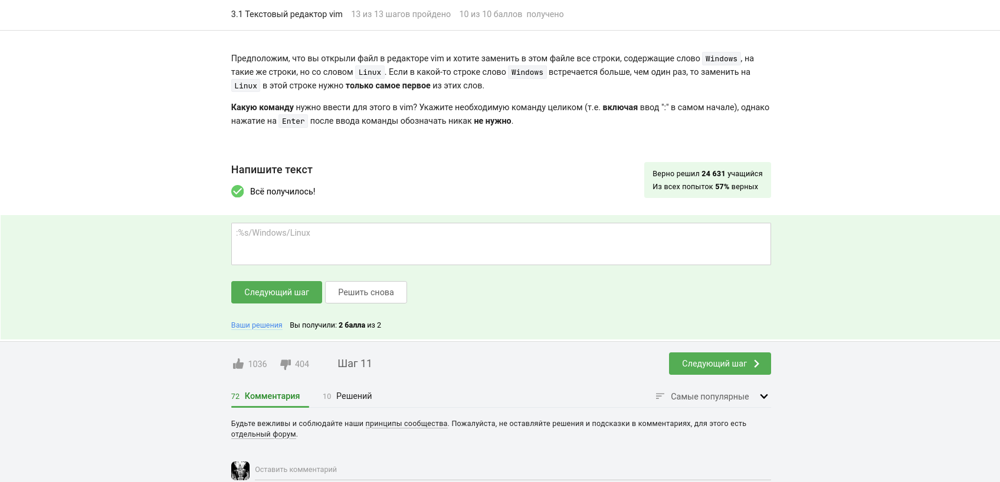 3.1 Текстовый редактор vim 13 из 13 шагов пройдено 10 из 10 баллов получено
Предположим, что вы открыли файл в редакторе vim и хотите заменить в этом файле все строки, содержащие слово Windows, на
такие же строки, но со словом Linux. Если в какой-то строке слово Windows встречается больше, чем один раз, то заменить на
Linux в этой строке нужно только самое первое из этих слов.
Какую команду нужно ввести для этого в vim? Укажите необходимую команду целиком (т.е. включая ввод ":" в самом начале), однако
нажатие на Enter после ввода команды обозначать никак не нужно.
Напишите текст
Всё получилось!
Верно решил 24 631 учащийся
Из всех попыток 57% верных
:%s/Windows/Linux
Следующий шаг Решить снова
Ваши решения Вы получили: 2 балла из 2
1036 404 Шаг 11 Следующий шаг
72 Комментария 10 Решений Самые популярные
Будьте вежливы и соблюдайте наши принципы сообщества. Пожалуйста, не оставляйте решения и подсказки в комментариях, для этого есть
отдельный форум.
Оставить комментарий